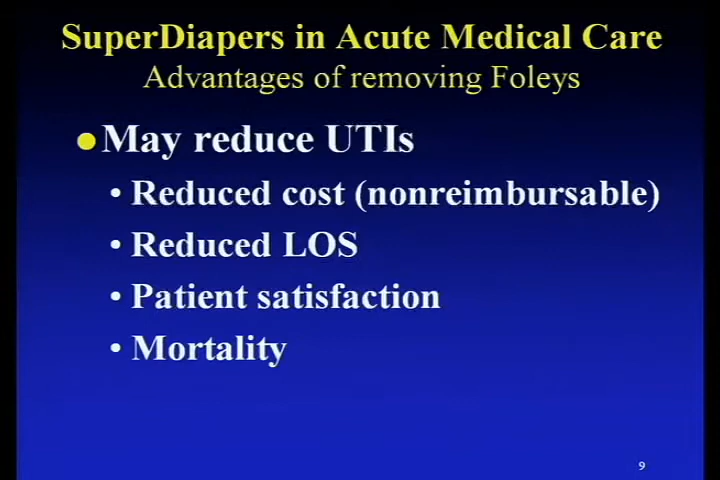 SuperDiapers in Acute Medical Care
Advantages of removing Foleys
●May reduce UTIs
• Reduced cost (nonreimbursable)
• Reduced LOS
• Patient satisfaction
• Mortality
9